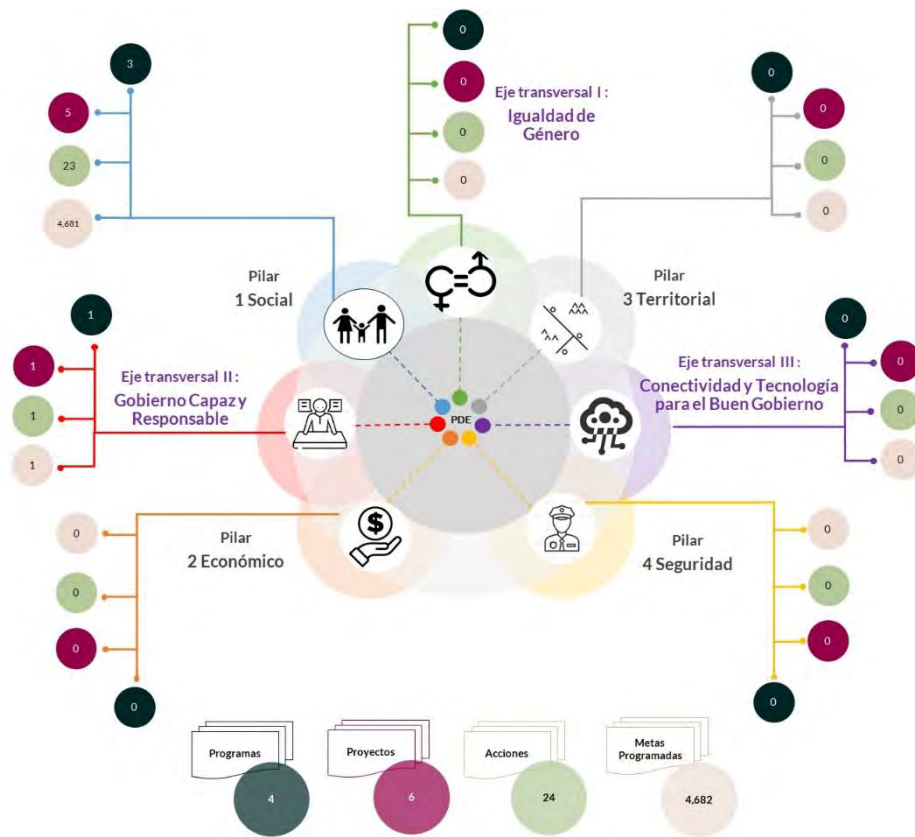 0
3
0
0
5
0
Eje transversal I :
Igualdad de
Género
0
23
0
0
4,681
0
0
Pilar
1 Social
Pilar
3 Territorial
1
0
1
Eje transversal II :
Gobierno Capaz y
Responsable
1
1
Eje transversal III :
Conectividad y Tecnología
para el Buen Gobierno
0
0
0
PDE
0
0
0
0
Pilar
2 Económico
$
Pilar
4 Seguridad
0
0
0
0
Programas
Proyectos
Acciones
Metas
Programadas
4
6
24
4,682